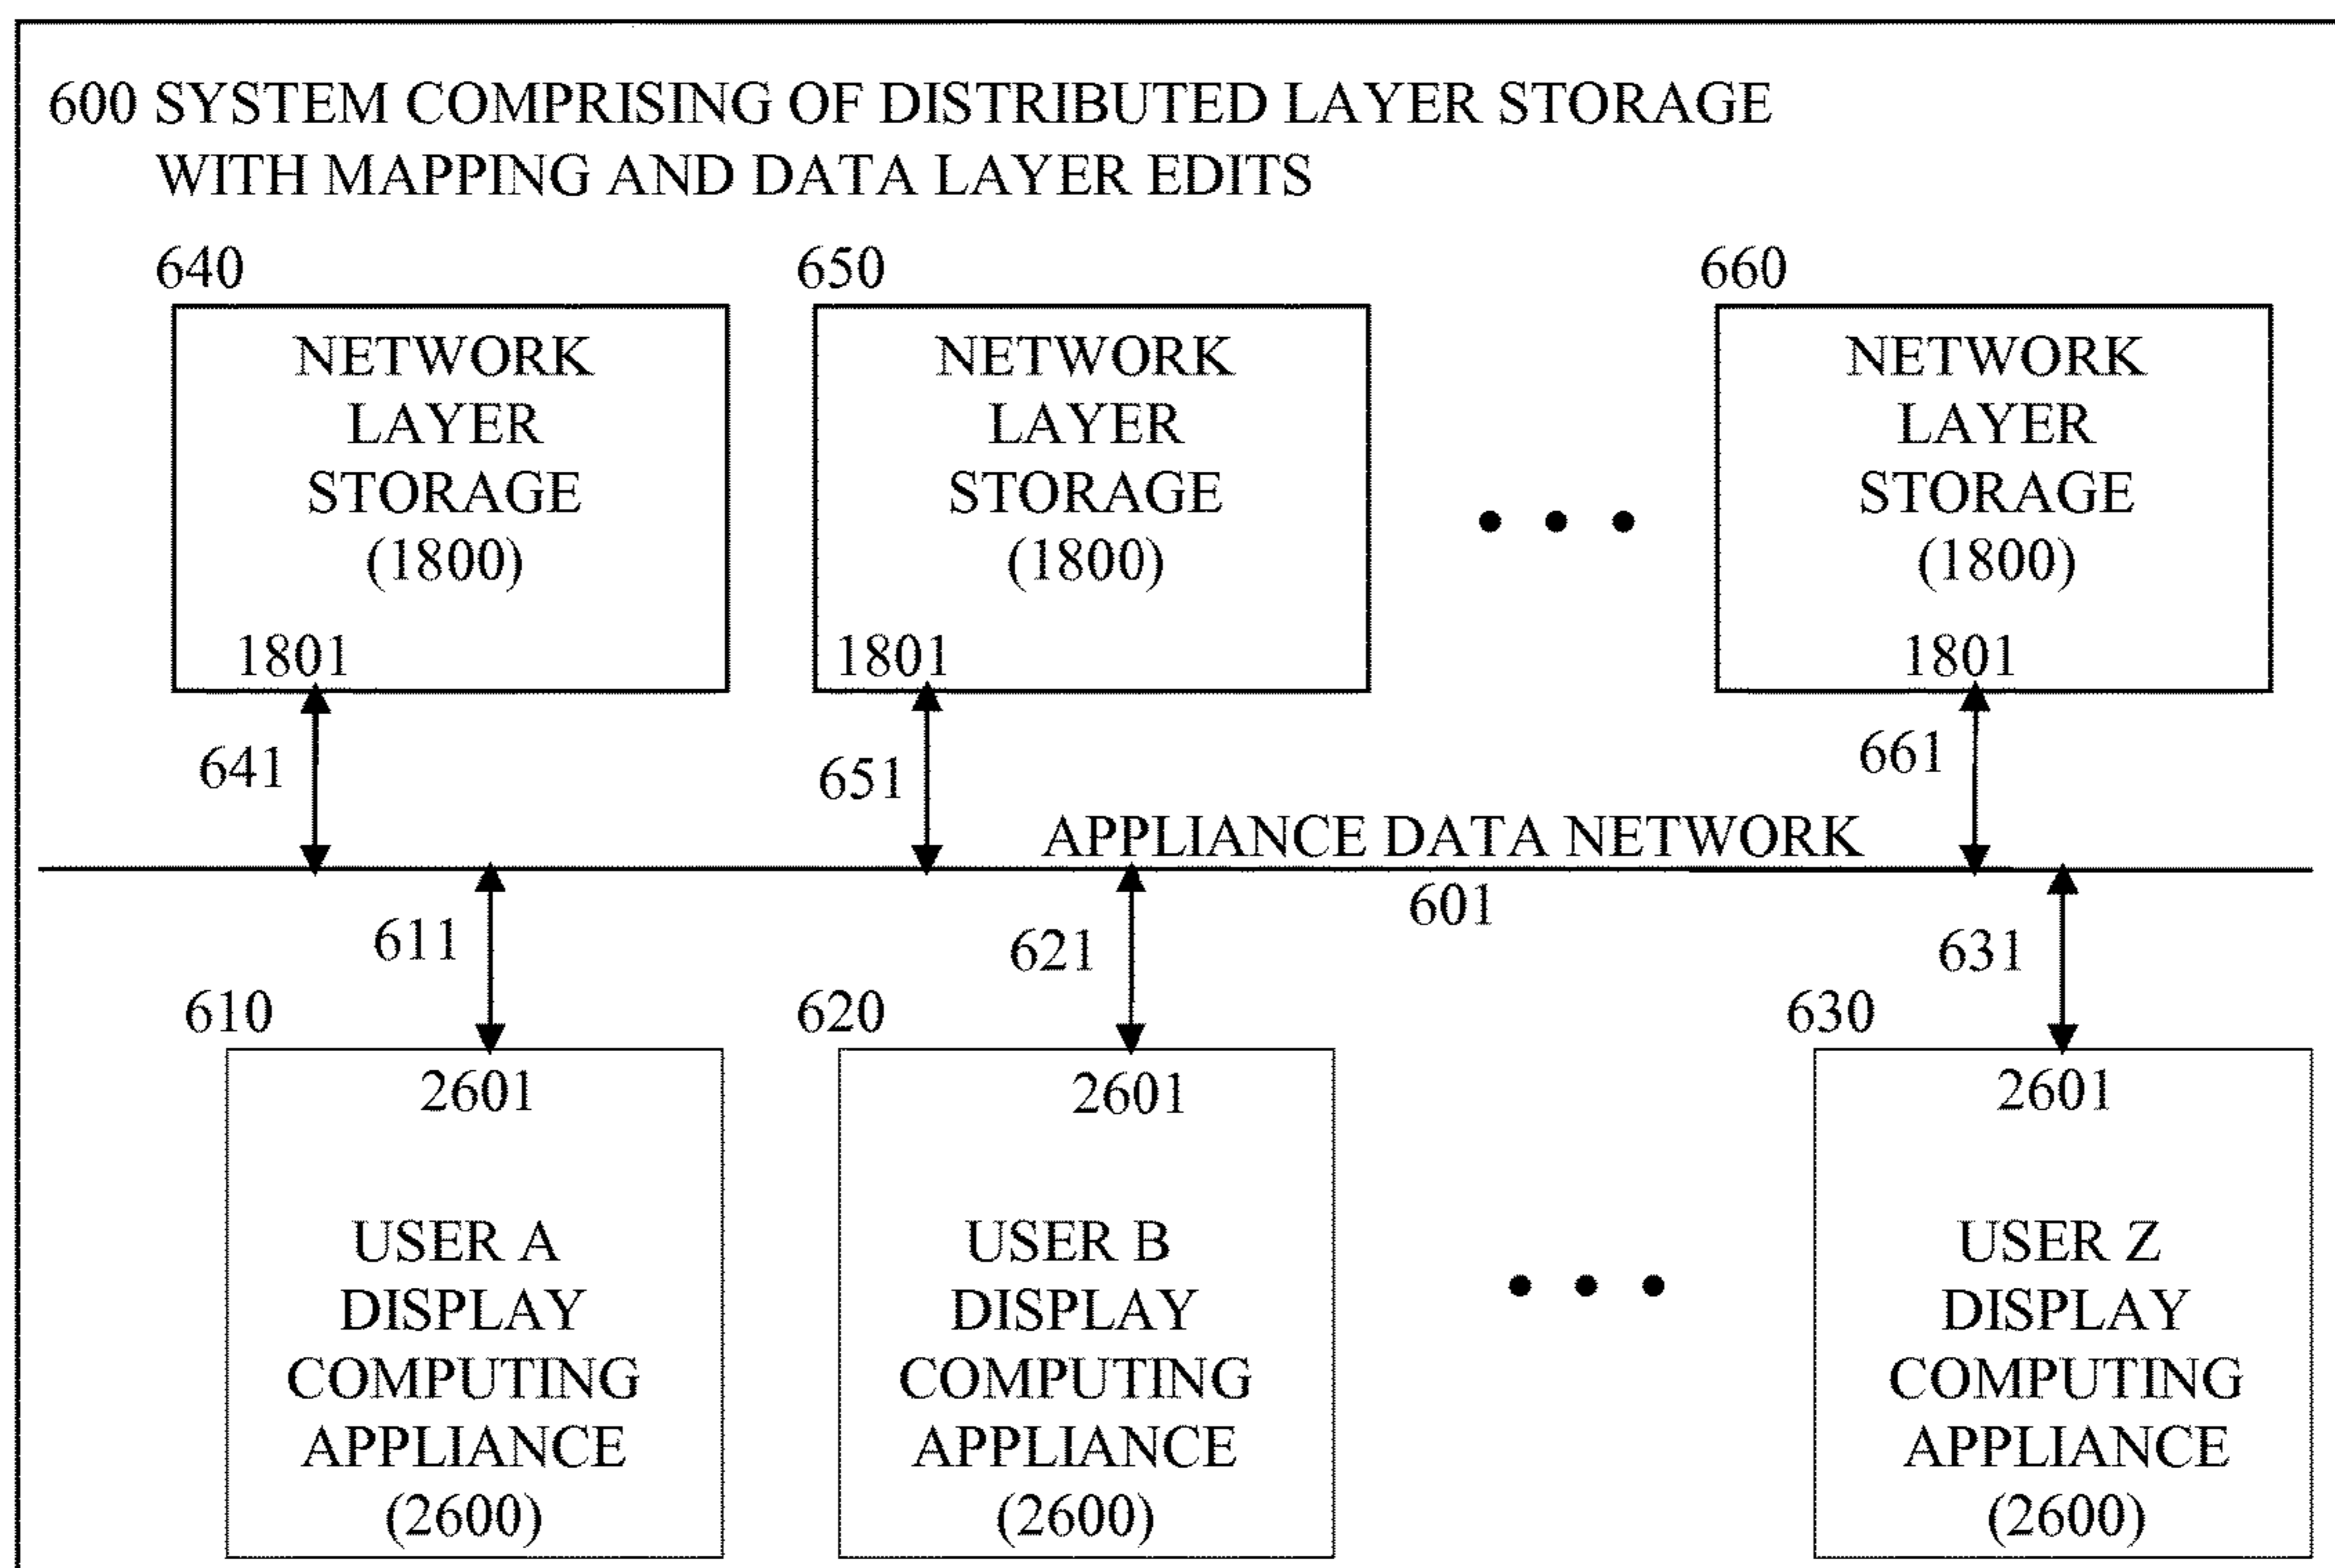 600 SYSTEM COMPRISING OF DISTRIBUTED LAYER STORAGE
WITH MAPPING AND DATA LAYER EDITS
640
650
660
NETWORK
LAYER
STORAGE
(1800)
1801
NETWORK
LAYER
STORAGE
(1800)
1801
NETWORK
LAYER
STORAGE
(1800)
1801
641
651
661
APPLIANCE DATA NETWORK
601
611
621
631
610
620
630
2601
USER A
DISPLAY
COMPUTING
APPLIANCE
(2600)
2601
USER B
DISPLAY
COMPUTING
APPLIANCE
(2600)
2601
USER Z
DISPLAY
COMPUTING
APPLIANCE
(2600)